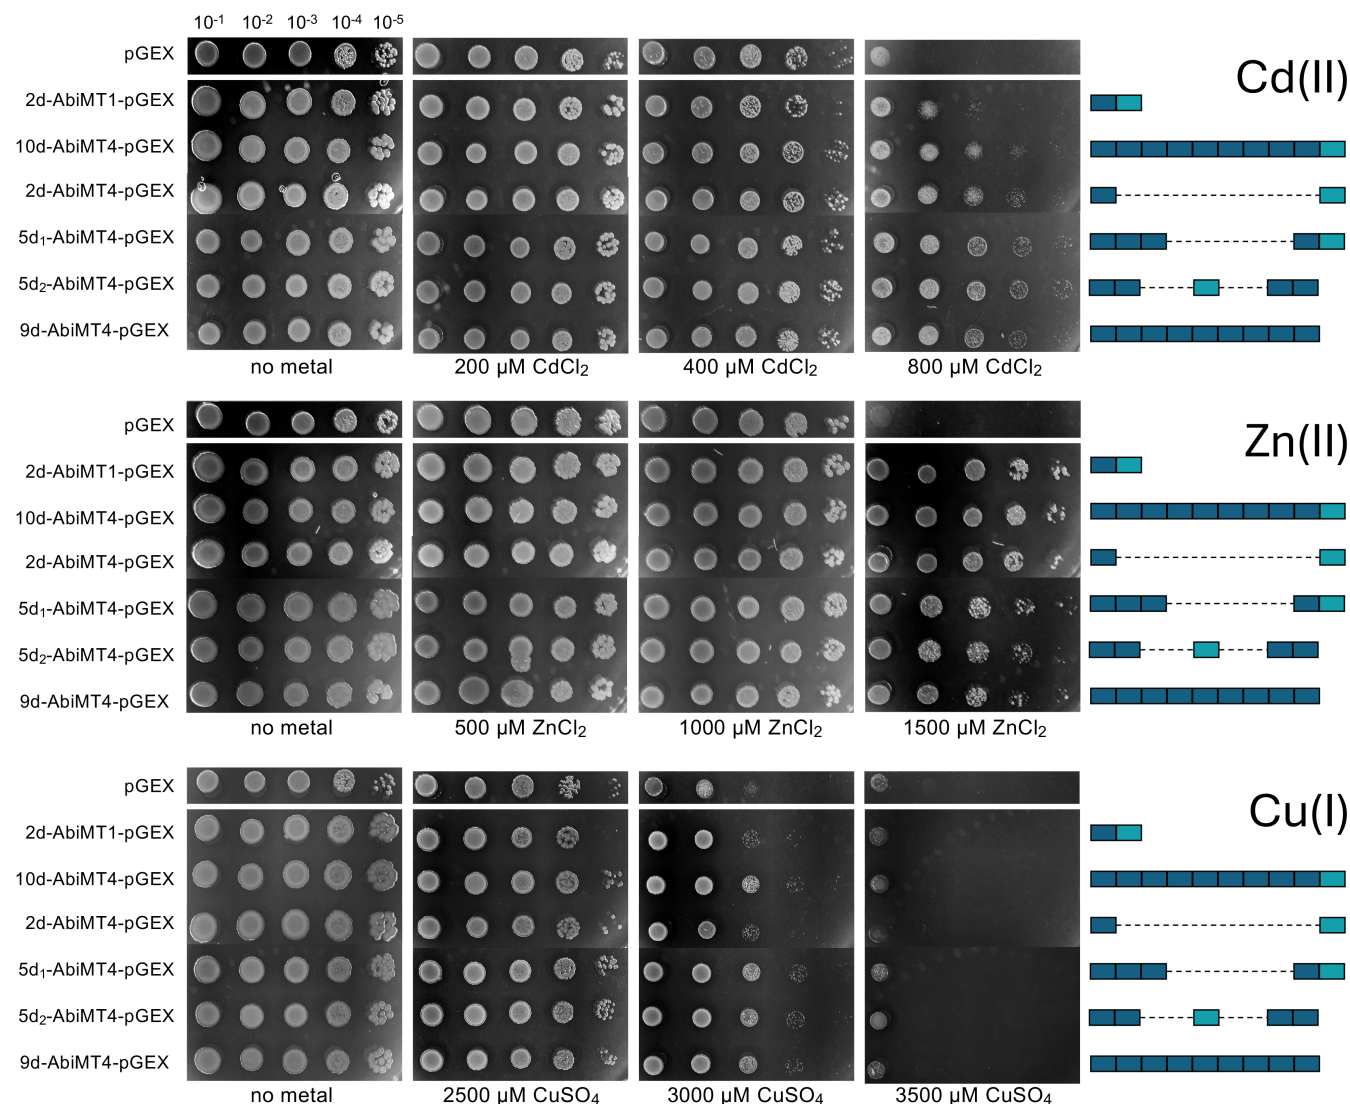 10-1 10-2 10-3 10-4 10-5
pGEX
Cd(II)
2d-AbiMT1-pGEX
10d-AbiMT4-pGEX
2d-AbiMT4-pGEX
5d1-AbiMT4-pGEX
5d2-AbiMT4-pGEX
9d-AbiMT4-pGEX
no metal 200 µM CdCl2 400 µM CdCl2 800 µM CdCl2
pGEX
Zn(II)
2d-AbiMT1-pGEX
10d-AbiMT4-pGEX
2d-AbiMT4-pGEX
5d1-AbiMT4-pGEX
5d2-AbiMT4-pGEX
9d-AbiMT4-pGEX
no metal 500 µM ZnCl2 1000 µM ZnCl2 1500 µM ZnCl2
pGEX
Cu(I)
2d-AbiMT1-pGEX
10d-AbiMT4-pGEX
2d-AbiMT4-pGEX
5d1-AbiMT4-pGEX
5d2-AbiMT4-pGEX
9d-AbiMT4-pGEX
no metal 2500 µM CuSO4 3000 µM CuSO4 3500 µM CuSO4